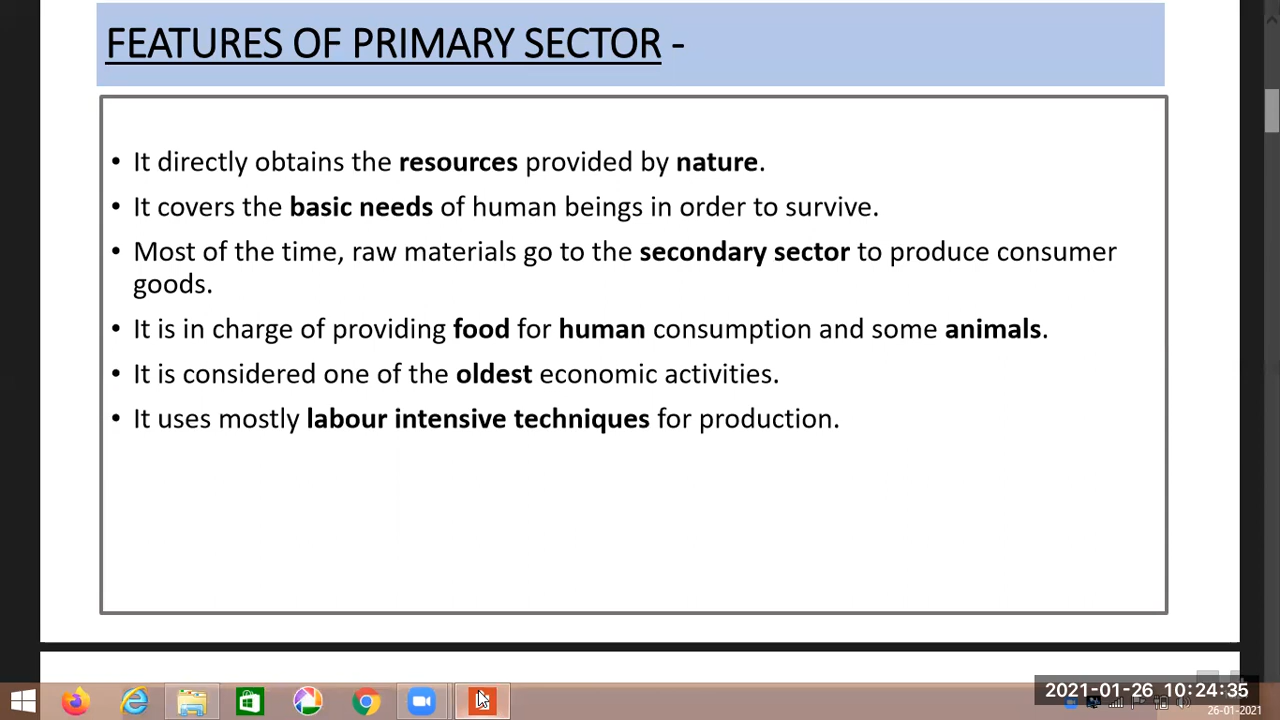 FEATURES OF PRIMARY SECTOR -
• It directly obtains the resources provided by nature.
• It covers the basic needs of human beings in order to survive.
• Most of the time, raw materials go to the secondary sector to produce consumer
goods.
• It is in charge of providing food for human consumption and some animals.
• It is considered one of the oldest economic activities.
• It uses mostly labour intensive techniques for production.
2021-01-26 10:24:35
26-01-2021